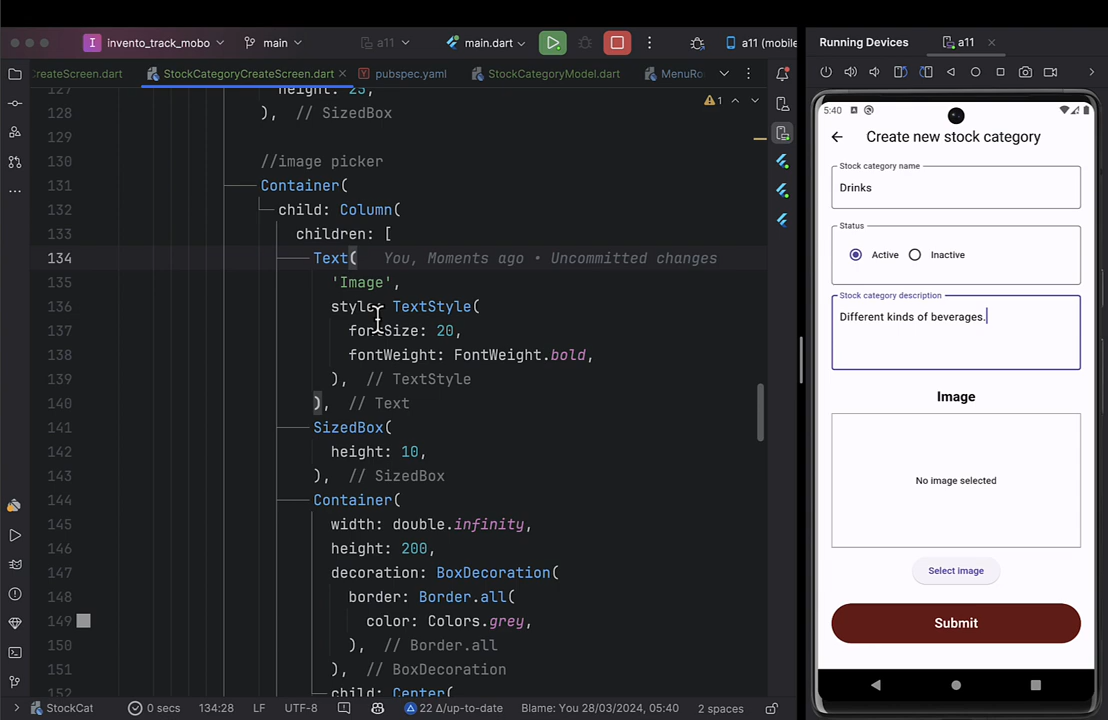 invento_track_mobo
main
a11
main.dart
a11 (mobile
Running Devices
a11
CreateScreen.dart
StockCategoryCreateScreen.dart
pubspec.yaml
StockCategoryModel.dart
MenuRo
127 height: 25,
128 ), // SizedBox
1
129
130 //image picker
131 Container(
132 child: Column(
133 children: [
134 Text( You, Moments ago • Uncommitted changes
135 'Image',
136 style: TextStyle(
137 fontSize: 20,
138 fontWeight: FontWeight.bold,
139 ), // TextStyle
140 ), // Text
141 SizedBox(
142 height: 10,
143 ), // SizedBox
144 Container(
145 width: double.infinity,
146 height: 200,
147 decoration: BoxDecoration(
148 border: Border.all(
149 color: Colors.grey,
150 ), // Border.all
151 ), // BoxDecoration
152 child: Center(
StockCat
0 secs
134:28
LF
UTF-8
22 Δ/up-to-date
Blame: You 28/03/2024, 05:40
2 spaces
5:40
Create new stock category
Stock category name
Drinks
Status
Active
Inactive
Stock category description
Different kinds of beverages.
Image
No image selected
Select image
Submit